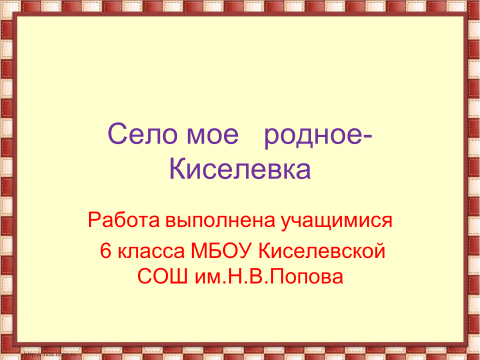 Село мое родное-
Киселевка
Работа выполнена учащимися
6 класса МБОУ Киселевской
СОШ им.Н.В.Попова